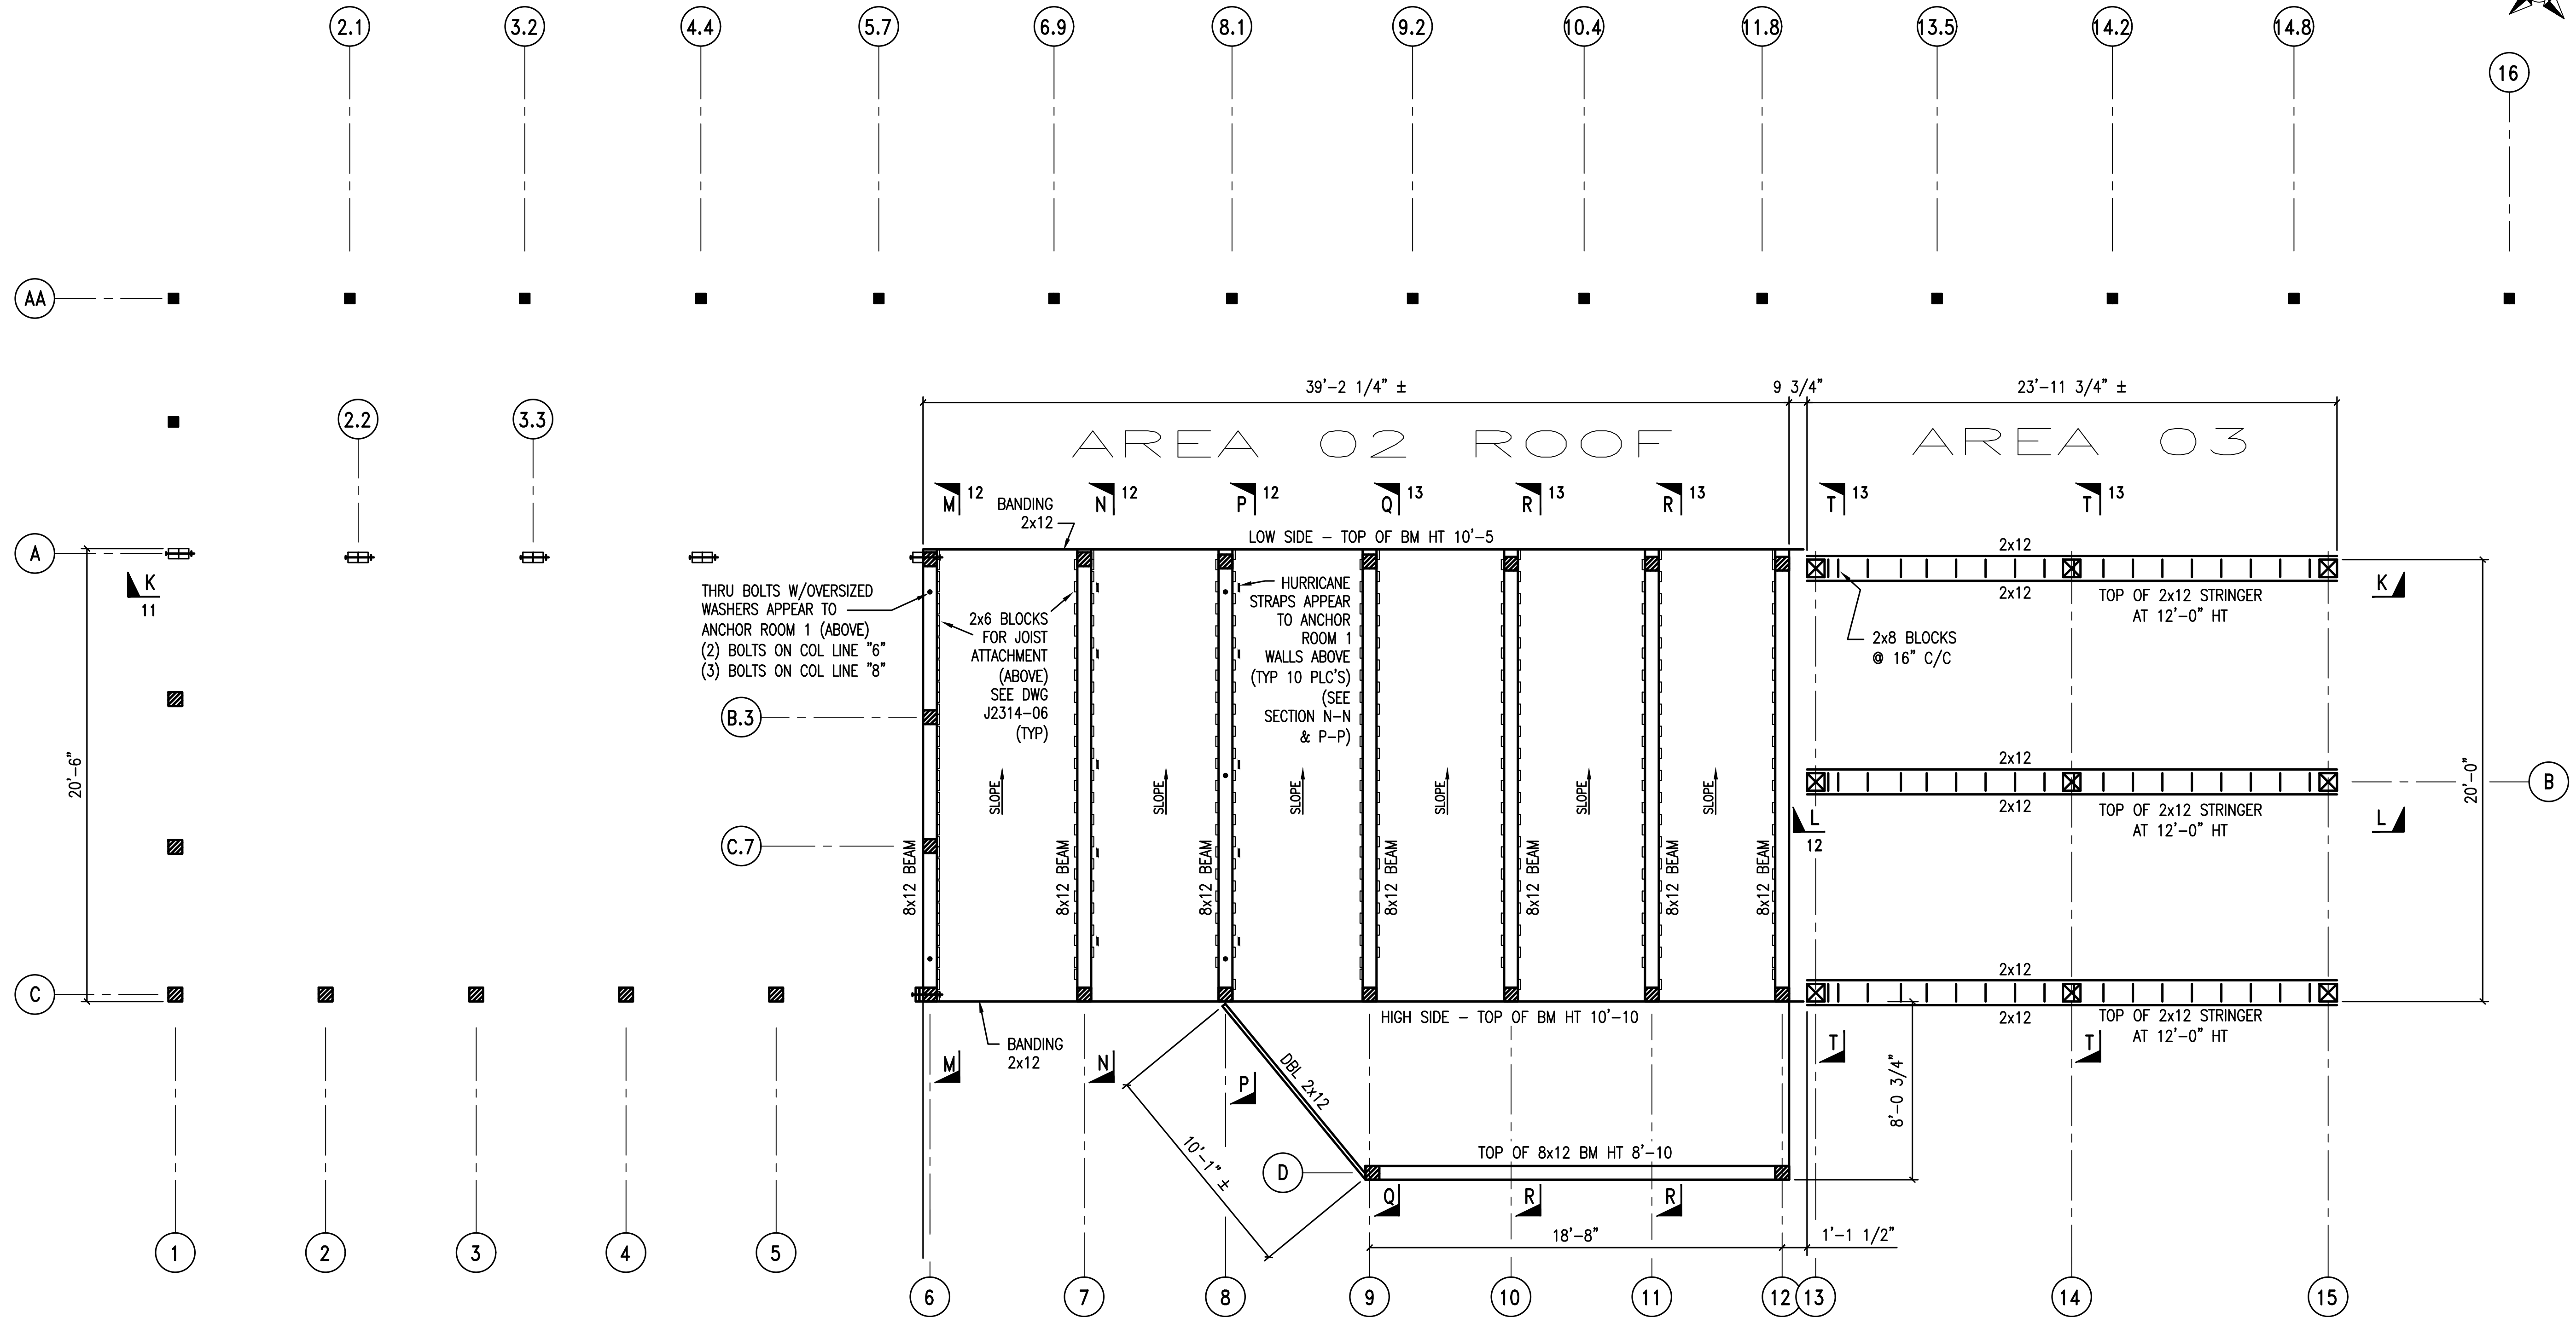 2.1
3.2
4.4
5.7
6.9
8.1
9.2
10.4
11.8
13.5
14.2
14.8
16
AA
39'-2 1/4" ±
9 3/4"
23'-11 3/4" ±
2.2
3.3
AREA 02 ROOF
AREA 03
M 12
N 12
P 12
Q 13
R 13
R 13
T 13
T 13
BANDING
2x12
LOW SIDE – TOP OF BM HT 10'-5
A
K
11
20'-6"
THRU BOLTS W/OVERSIZED
WASHERS APPEAR TO
ANCHOR ROOM 1 (ABOVE)
(2) BOLTS ON COL LINE "6"
(3) BOLTS ON COL LINE "8"
2x6 BLOCKS
FOR JOIST
ATTACHMENT
(ABOVE)
SEE DWG
J2314-06
(TYP)
HURRICANE
STRAPS APPEAR
TO ANCHOR
ROOM 1
WALLS ABOVE
(TYP 10 PLC'S)
(SEE
SECTION N-N
& P-P)
2x12
2x12
TOP OF 2x12 STRINGER
AT 12'-0" HT
K
2x8 BLOCKS
@ 16" C/C
B.3
C.7
SLOPE
SLOPE
SLOPE
SLOPE
SLOPE
SLOPE
8x12 BEAM
8x12 BEAM
8x12 BEAM
8x12 BEAM
8x12 BEAM
8x12 BEAM
8x12 BEAM
2x12
2x12
TOP OF 2x12 STRINGER
AT 12'-0" HT
L
12
L
20'-0"
B
C
2x12
2x12
TOP OF 2x12 STRINGER
AT 12'-0" HT
HIGH SIDE – TOP OF BM HT 10'-10
BANDING
2x12
M
N
P
T
T
DBL 2x12
10'-1" ±
8'-0 3/4"
TOP OF 8x12 BM HT 8'-10
D
Q
R
R
18'-8"
1'-1 1/2"
1
2
3
4
5
6
7
8
9
10
11
12
13
14
15